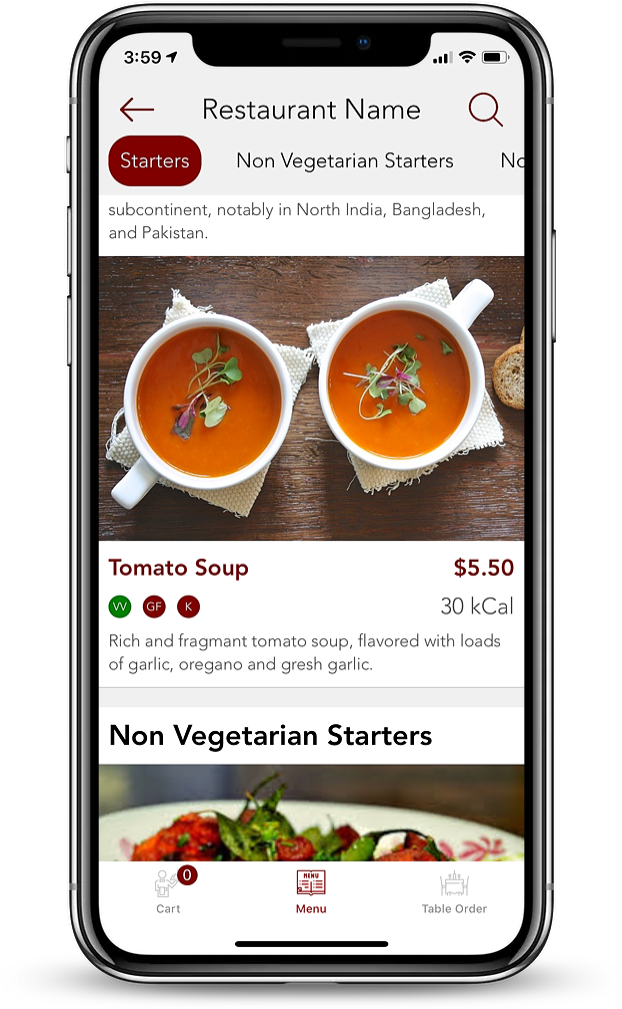 3:59
Restaurant Name
Starters Non Vegetarian Starters No
subcontinent, notably in North India, Bangladesh,
and Pakistan.
Tomato Soup $5.50
VV GF K 30 kCal
Rich and fragmant tomato soup, flavored with loads
of garlic, oregano and gresh garlic.
Non Vegetarian Starters
0
MENU
Cart Menu Table Order